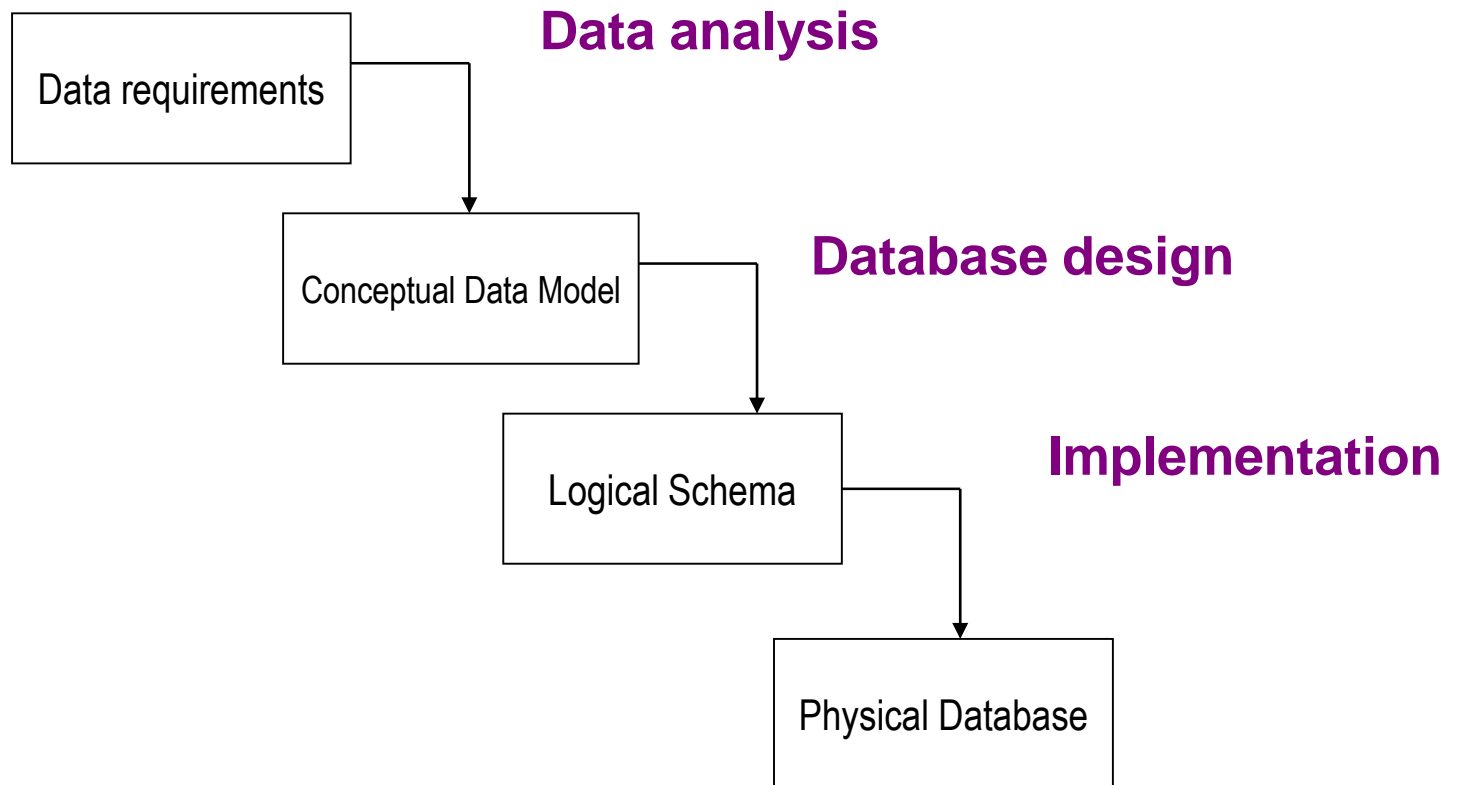 Data analysis
Data requirements
Database design
Conceptual Data Model
Implementation
Logical Schema
Physical Database